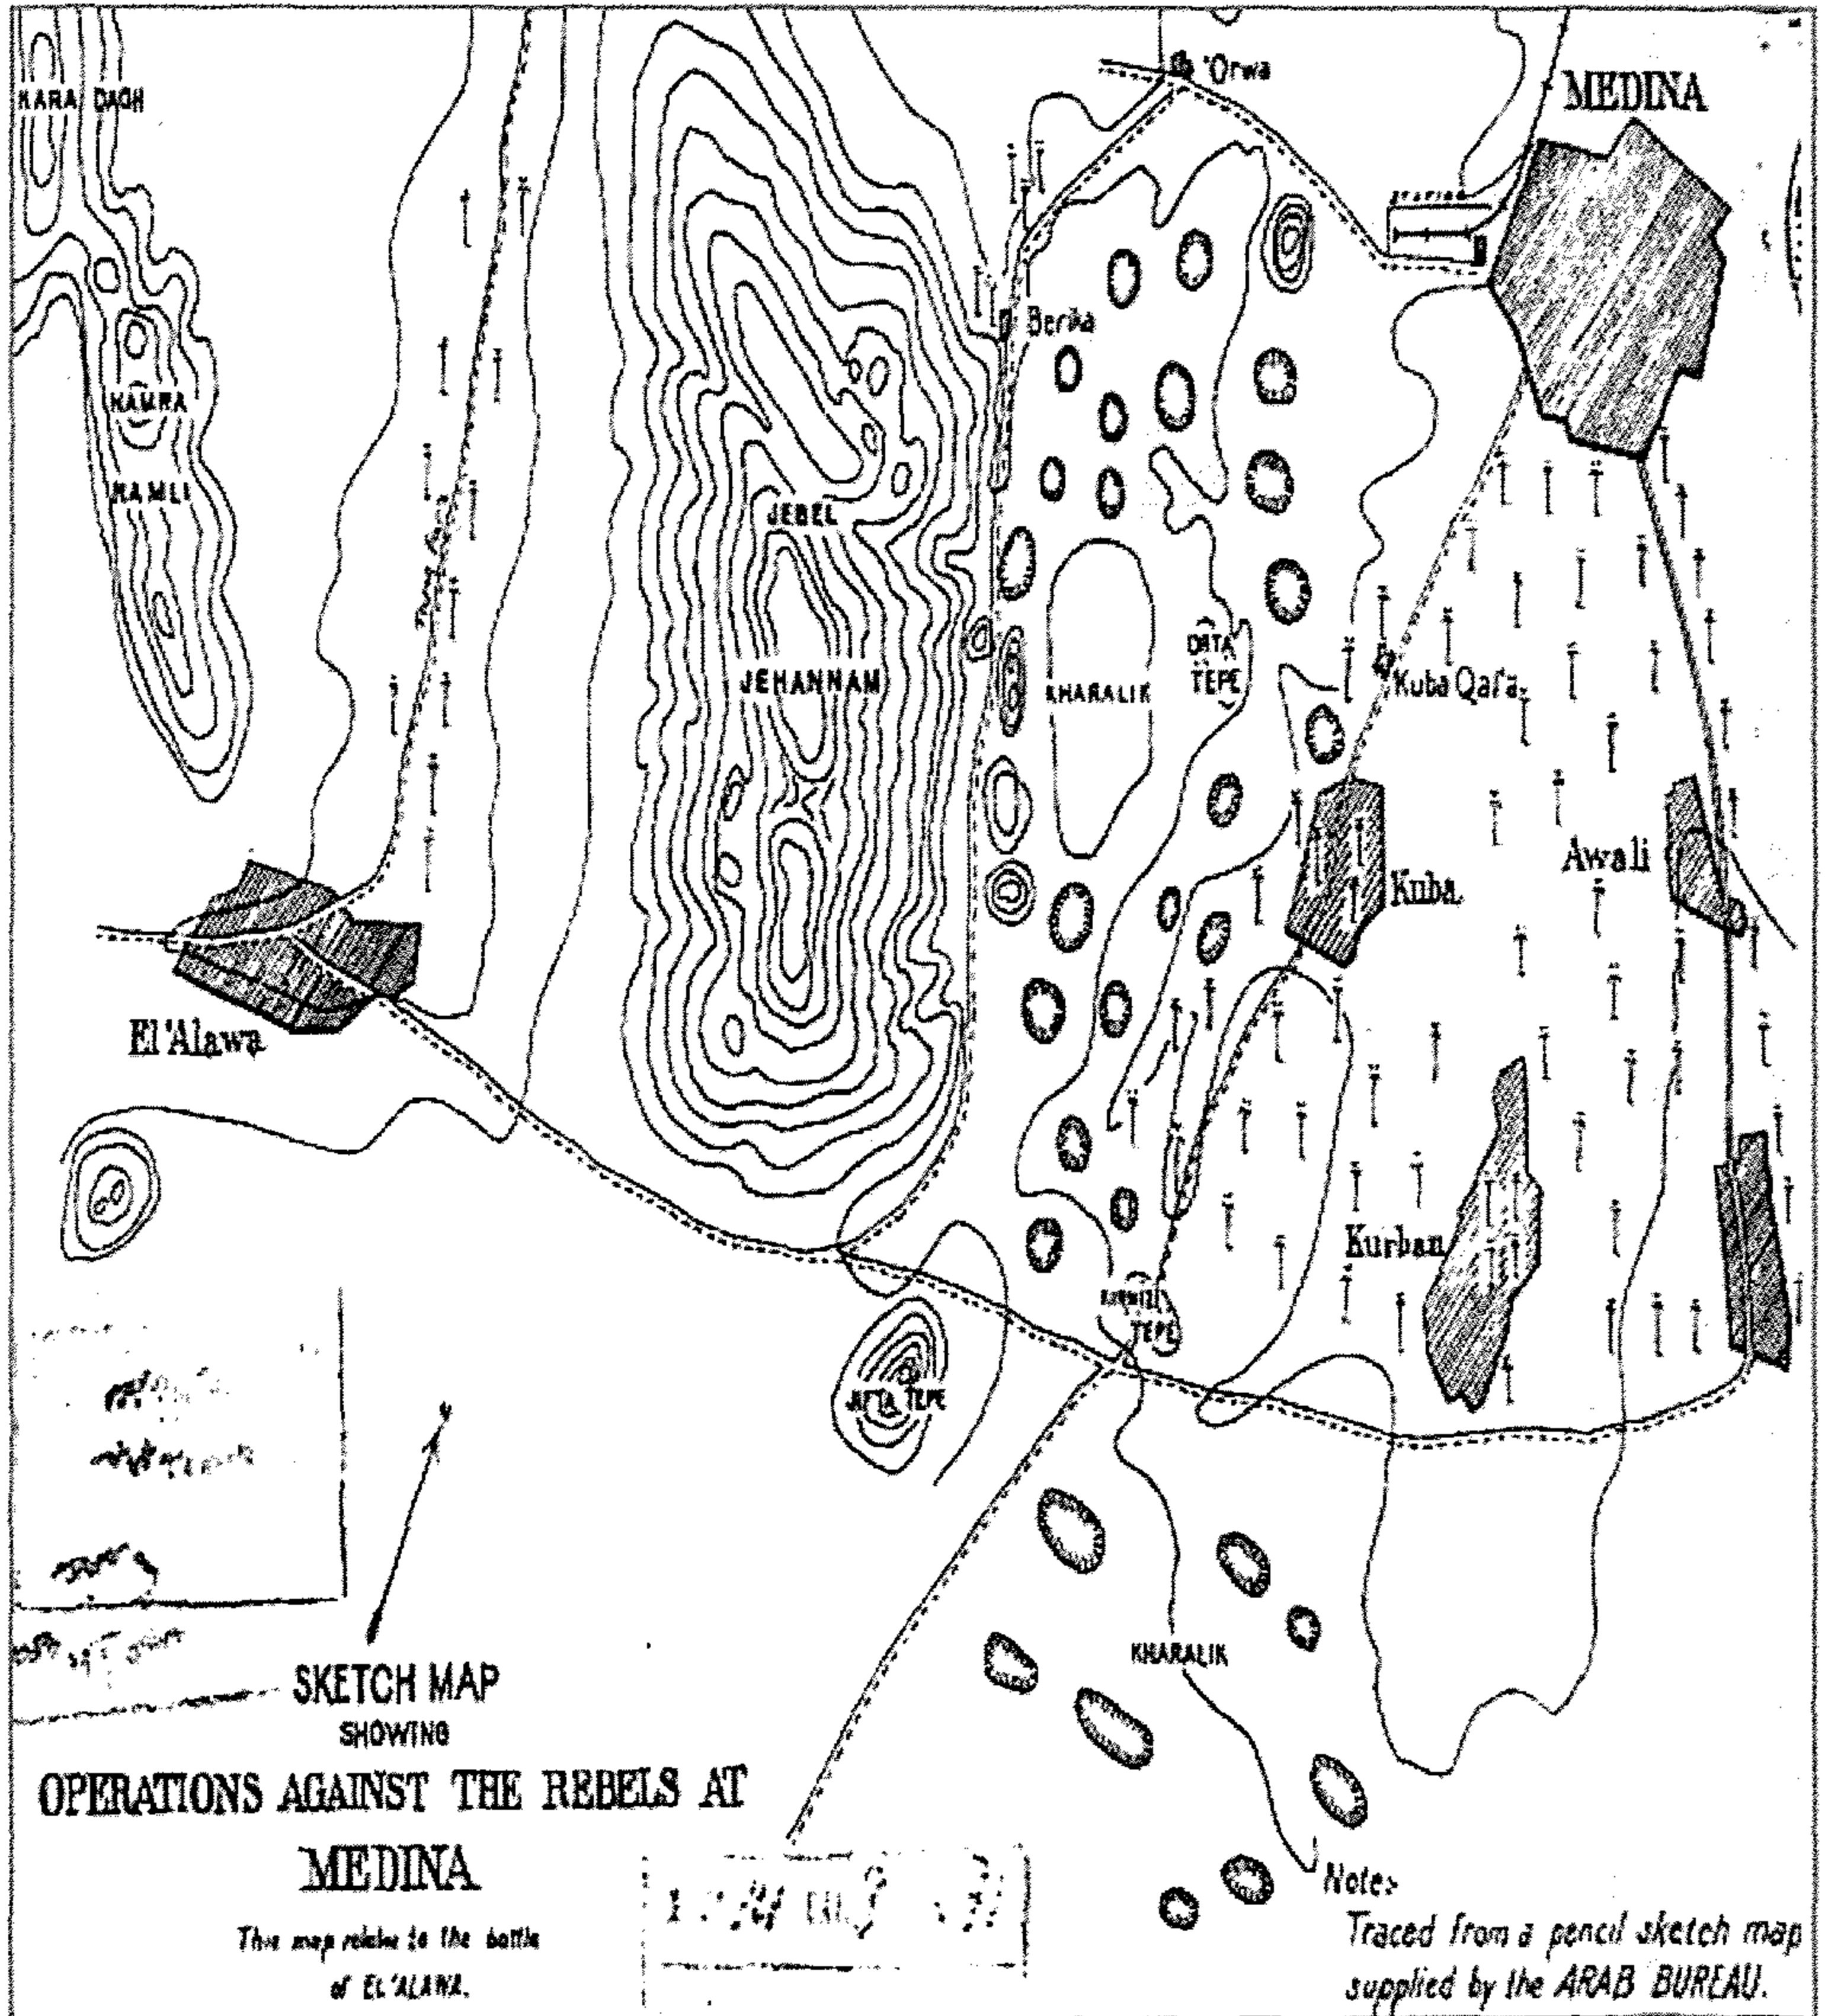 'Orwa
MEDINA
KARA DAGH
STATION
Berika
HAMRA
HAMLI
JEBEL
JEHANNAM
KHARALIK
ORTA
TEPE
Kuba Qal'a
Kuba
Awali
El 'Alawa
Kurban
TEPE
TEPE
KHARALIK
SKETCH MAP
SHOWING
OPERATIONS AGAINST THE REBELS AT
MEDINA
This map relates to the battle
of EL 'ALAWA.
Note:
Traced from a pencil sketch map
supplied by the ARAB BUREAU.